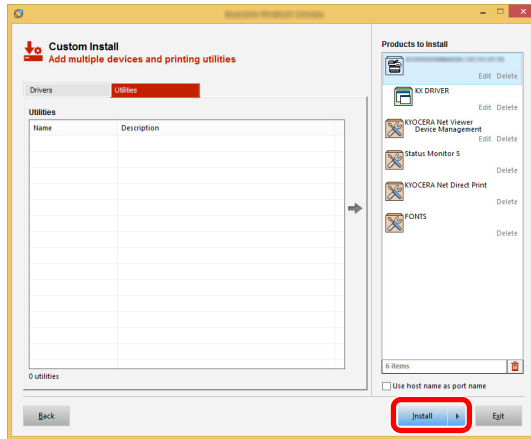 Custom Install
Add multiple devices and printing utilities
Drivers
Utilities
Utilities
Name Description
0 utilities
Products to Install
Edit Delete
KX DRIVER
Edit Delete
KYOCERA Net Viewer
Device Management
Edit Delete
Status Monitor 5
Delete
KYOCERA Net Direct Print
Delete
FONTS
Delete
6 items
Use host name as port name
Back
Install
Exit